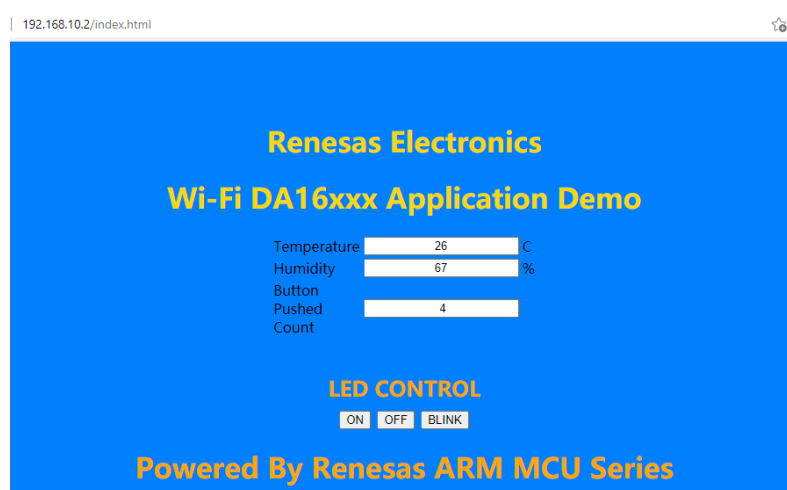 192.168.10.2/index.html
Renesas Electronics
Wi-Fi DA16xxx Application Demo
Temperature 26 C
Humidity 67 %
Button
Pushed 4
Count
LED CONTROL
ON OFF BLINK
Powered By Renesas ARM MCU Series